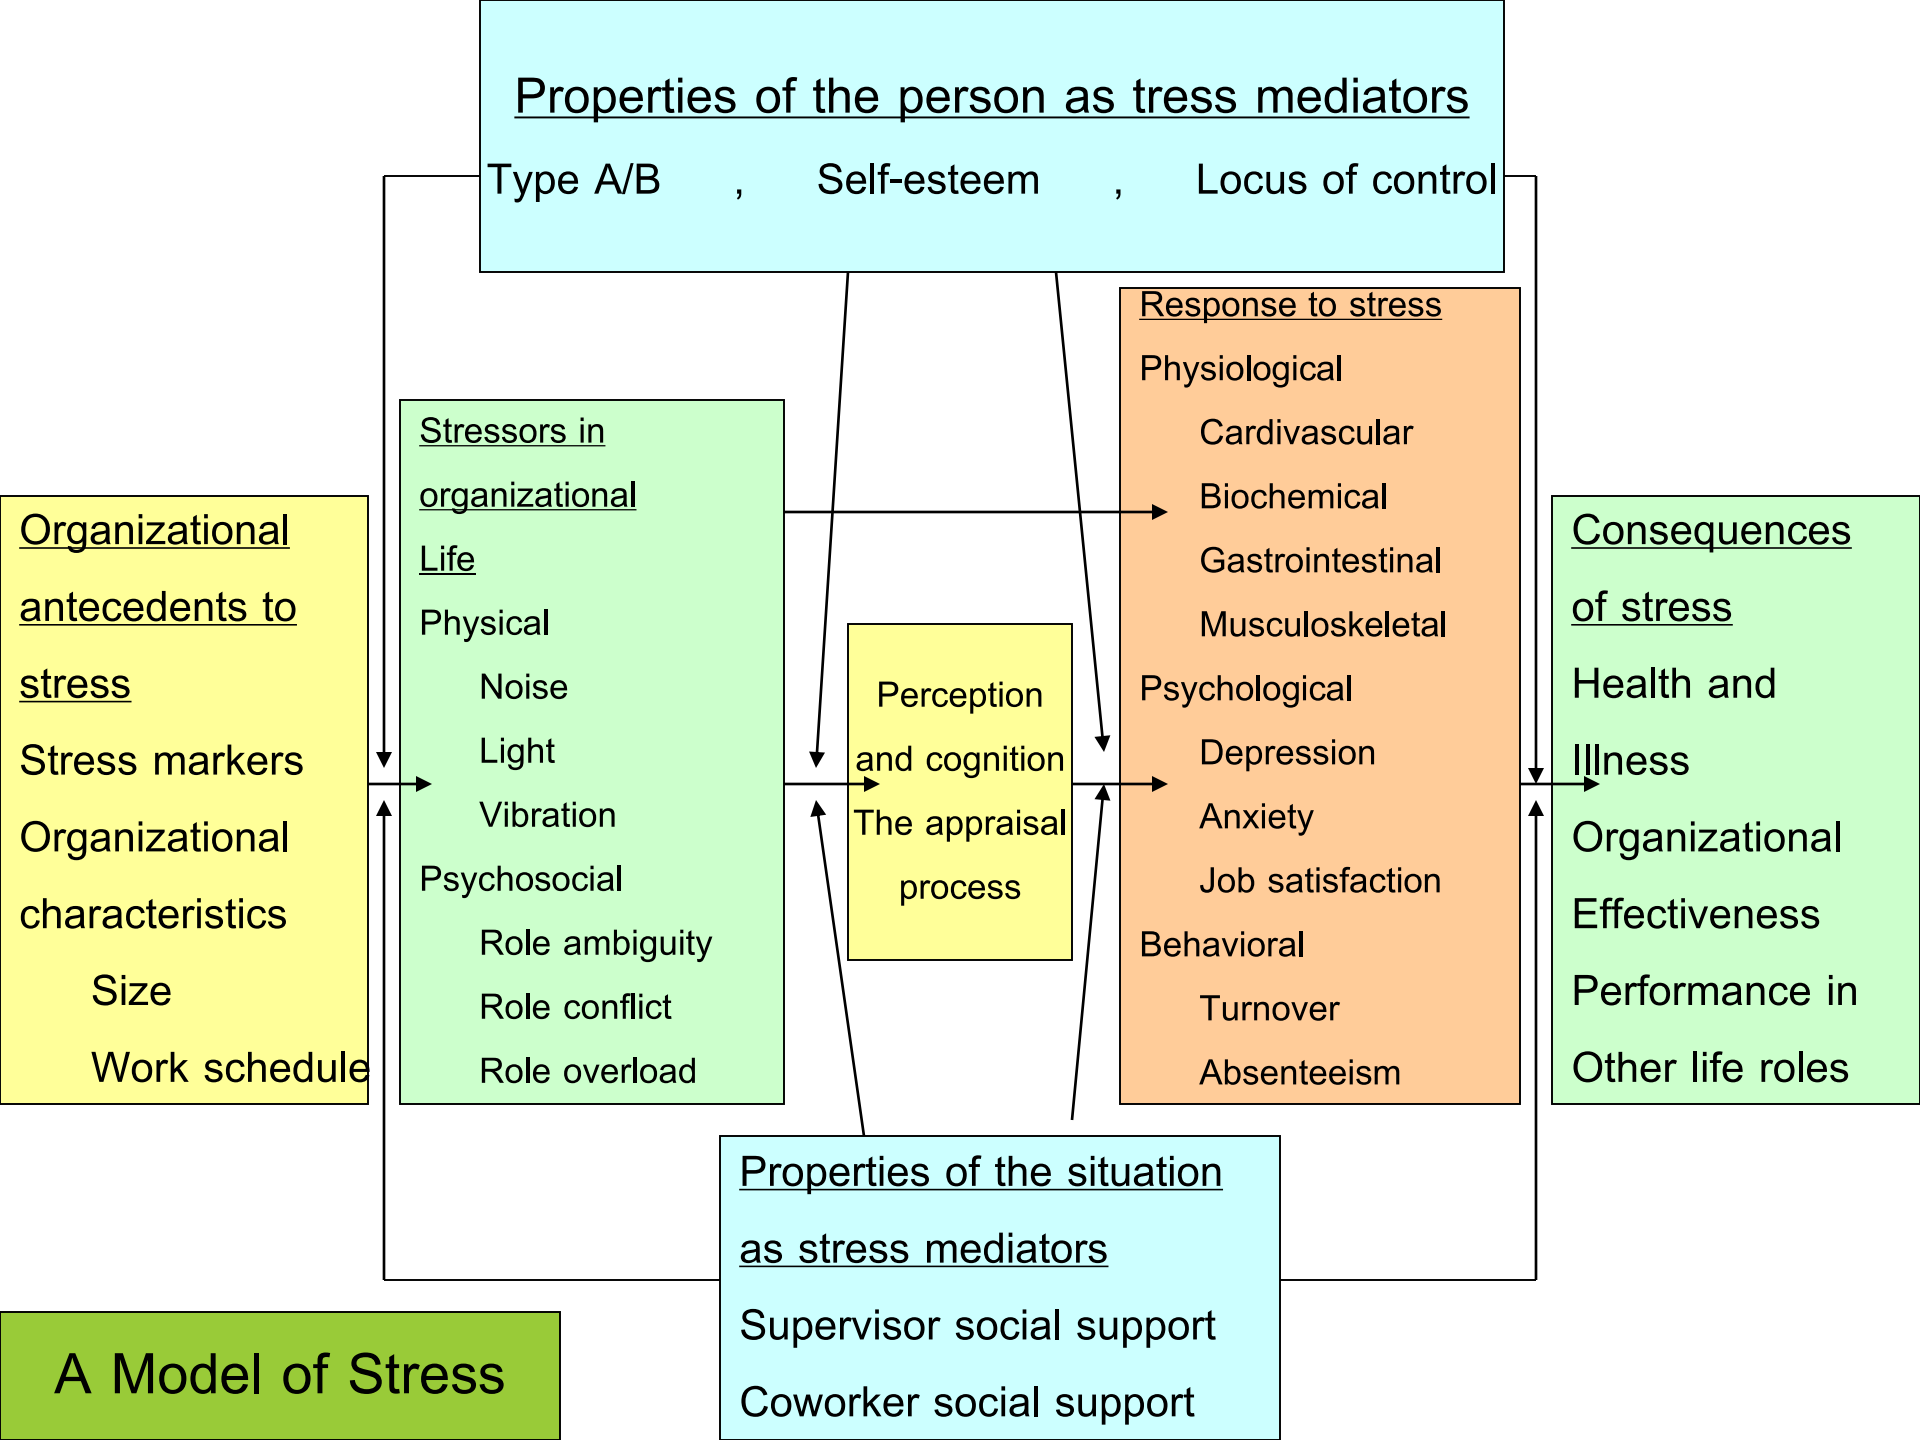 Properties of the person as tress mediators
Type A/B , Self-esteem , Locus of control
Organizational
antecedents to
stress
Stress markers
Organizational
characteristics
Size
Work schedule
Stressors in
organizational
Life
Physical
Noise
Light
Vibration
Psychosocial
Role ambiguity
Role conflict
Role overload
Perception
and cognition
The appraisal
process
Response to stress
Physiological
Cardivascular
Biochemical
Gastrointestinal
Musculoskeletal
Psychological
Depression
Anxiety
Job satisfaction
Behavioral
Turnover
Absenteeism
Consequences
of stress
Health and
Illness
Organizational
Effectiveness
Performance in
Other life roles
Properties of the situation
as stress mediators
Supervisor social support
Coworker social support
A Model of Stress